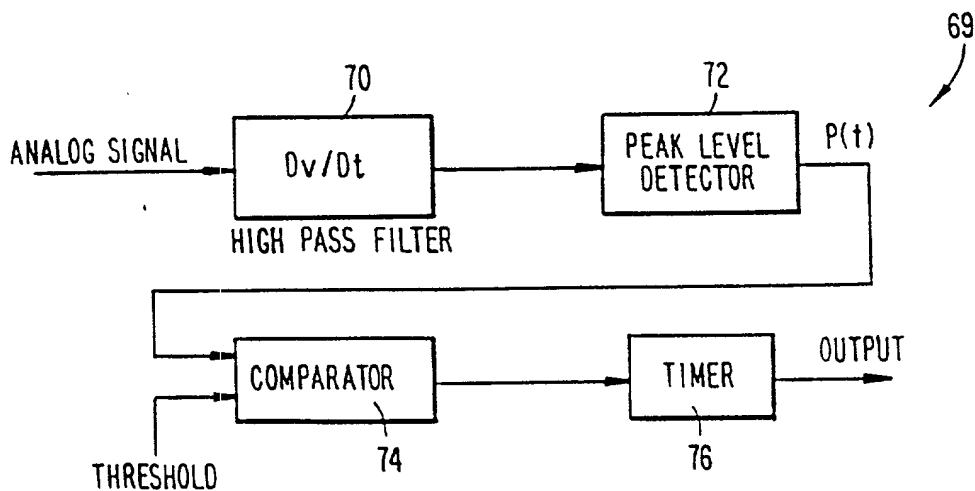 69
70
72
ANALOG SIGNAL
Dv/Dt
PEAK LEVEL
DETECTOR
P(t)
HIGH PASS FILTER
COMPARATOR
TIMER
OUTPUT
74
76
THRESHOLD